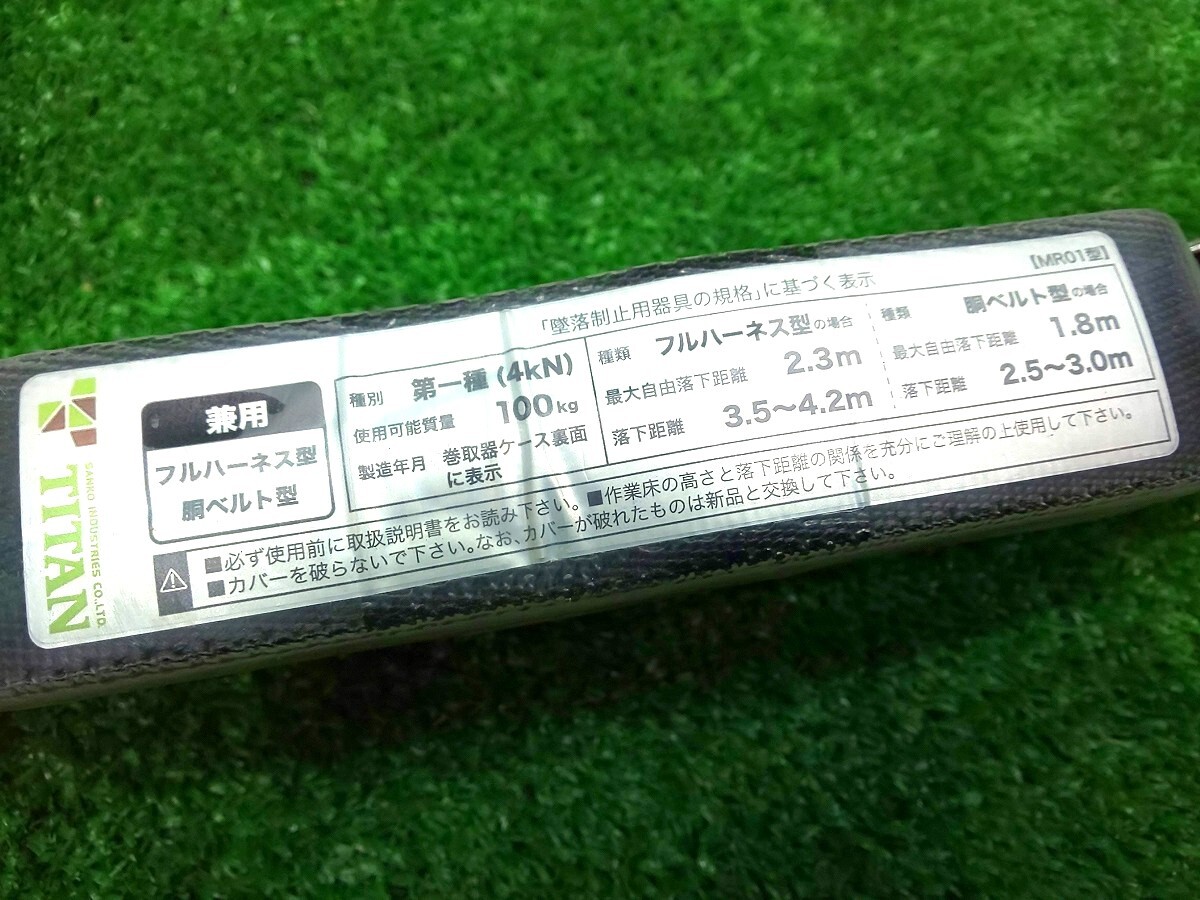 「墜落制止用器具の規格」に基づく表示
【MR01型】
TITAN
SANKO INDUSTRIES CO.,LTD.
兼用
フルハーネス型
胴ベルト型
種別 第一種 (4kN)
使用可能質量 100kg
製造年月 巻取器ケース裏面
に表示
種類 フルハーネス型の場合
最大自由落下距離 2.3m
落下距離 3.5～4.2m
種類 胴ベルト型の場合
最大自由落下距離 1.8m
落下距離 2.5～3.0m
■必ず使用前に取扱説明書をお読み下さい。■作業床の高さと落下距離の関係を充分にご理解の上使用して下さい。
■カバーを破らないで下さい。なお、カバーが破れたものは新品と交換して下さい。